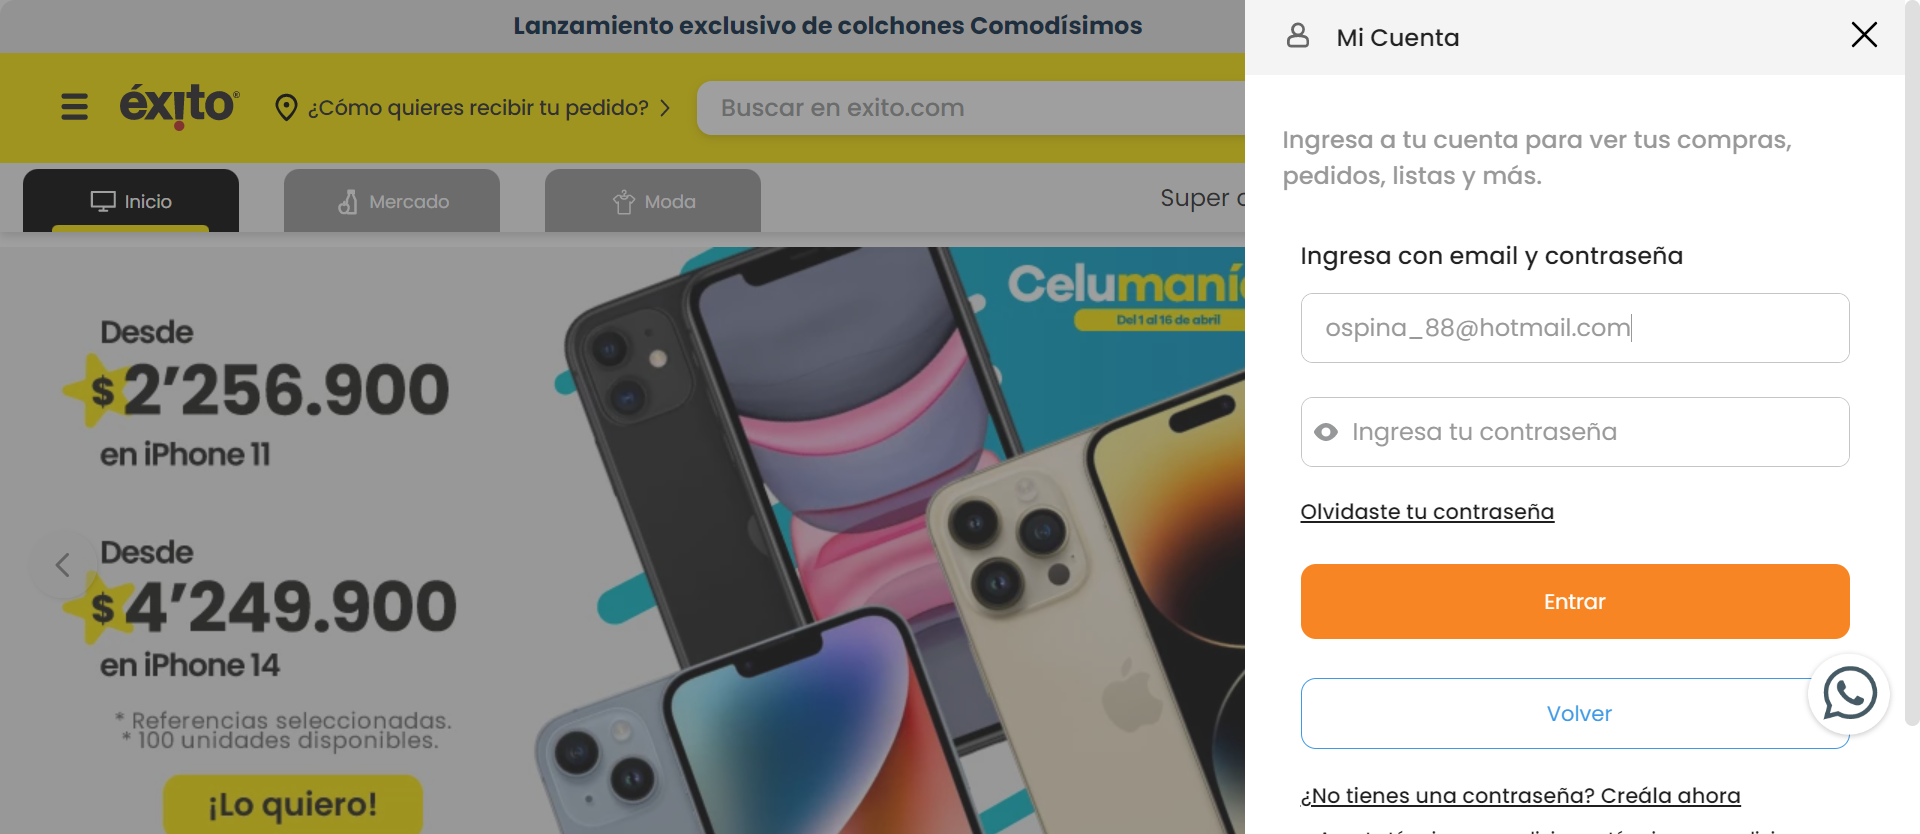 Lanzamiento exclusivo de colchones Comodísimos
éxito
¿Cómo quieres recibir tu pedido?
Buscar en exito.com
Inicio
Mercado
Moda
Super
Desde
$2'256.900
en iPhone 11
Desde
$4'249.900
en iPhone 14
* Referencias seleccionadas.
* 100 unidades disponibles.
¡Lo quiero!
Celumaní
Del 1 al 16 de abril
Mi Cuenta
Ingresa a tu cuenta para ver tus compras,
pedidos, listas y más.
Ingresa con email y contraseña
ospina_88@hotmail.com
Ingresa tu contraseña
Olvidaste tu contraseña
Entrar
Volver
¿No tienes una contraseña? Creála ahora